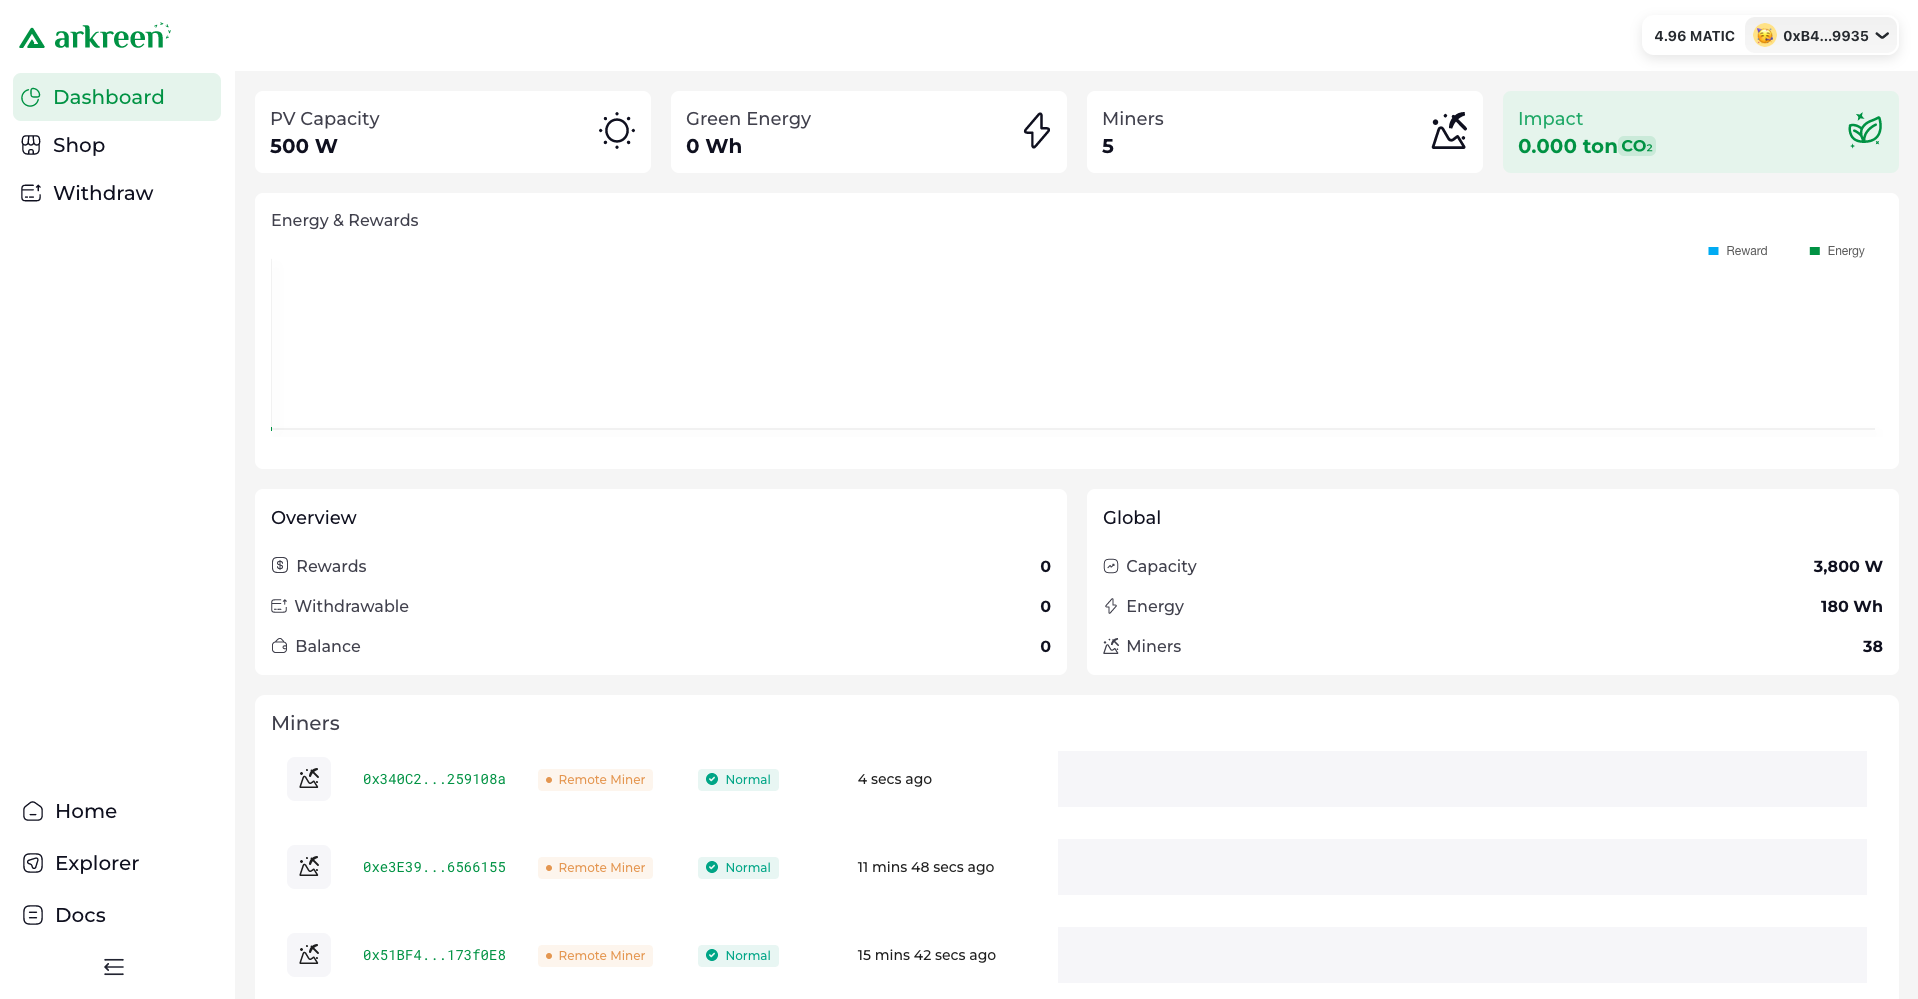 arkreen
4.96 MATIC
0xB4...9935
Dashboard
Shop
Withdraw
PV Capacity
500 W
Green Energy
0 Wh
Miners
5
Impact
0.000 ton CO₂
Energy & Rewards
Reward
Energy
Overview
Rewards
0
Withdrawable
0
Balance
0
Global
Capacity
3,800 W
Energy
180 Wh
Miners
38
Miners
0x340C2...259108a
Remote Miner
Normal
4 secs ago
0xe3E39...6566155
Remote Miner
Normal
11 mins 48 secs ago
0x51BF4...173f0E8
Remote Miner
Normal
15 mins 42 secs ago
Home
Explorer
Docs